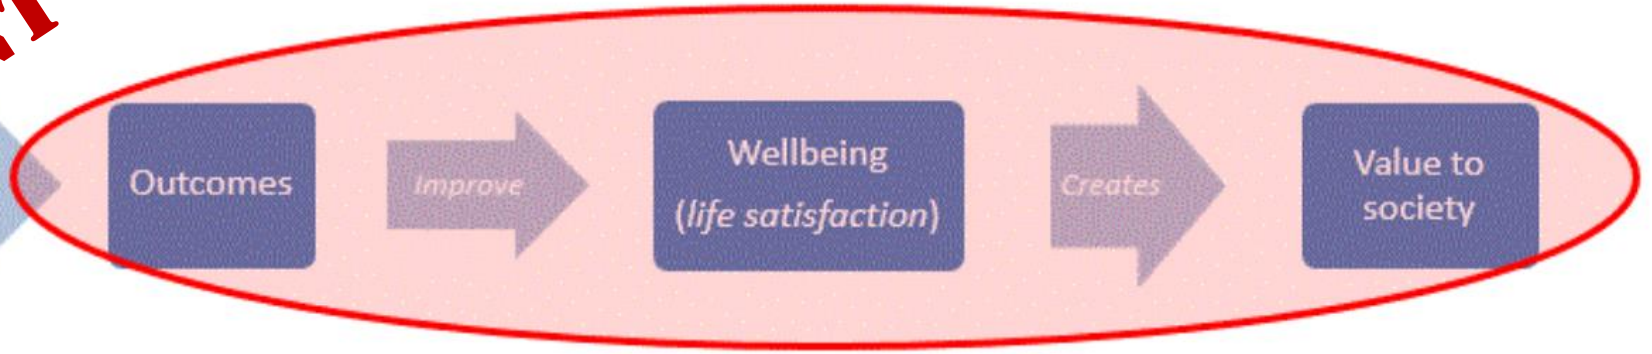 Outcomes
Improve
Wellbeing
(life satisfaction)
Creates
Value to
society